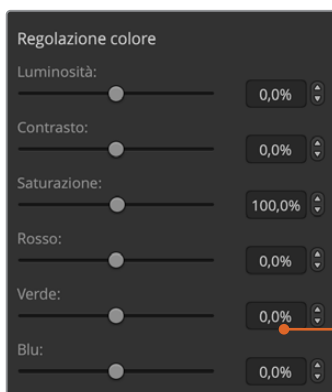 Regolazione colore
Luminosità:
0,0%
Contrasto:
0,0%
Saturazione:
100,0%
Rosso:
0,0%
Verde:
0,0%
Blu:
0,0%